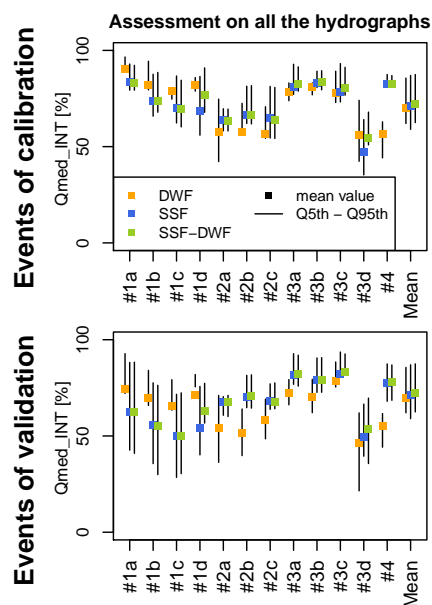 Assessment on all the hydrographs
Events of calibration
Qmed_INT [%]
100
50
0
DWF
SSF
SSF−DWF
mean value
Q5th − Q95th
#1a
#1b
#1c
#1d
#2a
#2b
#2c
#3a
#3b
#3c
#3d
#4
Mean
Events of validation
Qmed_INT [%]
100
50
0
#1a
#1b
#1c
#1d
#2a
#2b
#2c
#3a
#3b
#3c
#3d
#4
Mean